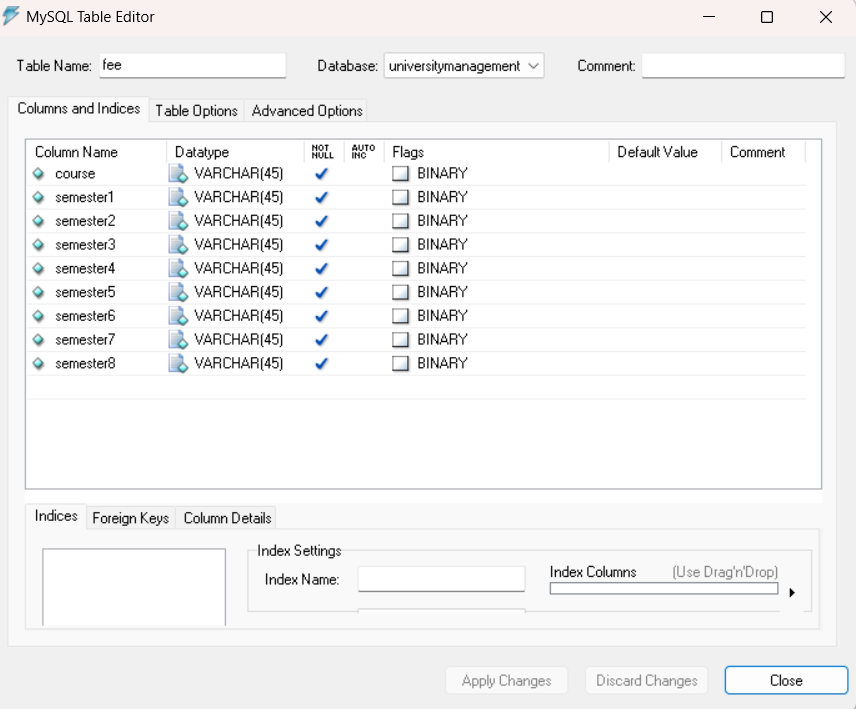 MySQL Table Editor
Table Name: fee Database: universitymanagement Comment:
Columns and Indices Table Options Advanced Options
Column Name Datatype NOT NULL AUTO INC Flags Default Value Comment
course VARCHAR(45) BINARY
semester1 VARCHAR(45) BINARY
semester2 VARCHAR(45) BINARY
semester3 VARCHAR(45) BINARY
semester4 VARCHAR(45) BINARY
semester5 VARCHAR(45) BINARY
semester6 VARCHAR(45) BINARY
semester7 VARCHAR(45) BINARY
semester8 VARCHAR(45) BINARY
Indices Foreign Keys Column Details
Index Settings
Index Name: Index Columns (Use Drag'n'Drop)
Apply Changes Discard Changes Close